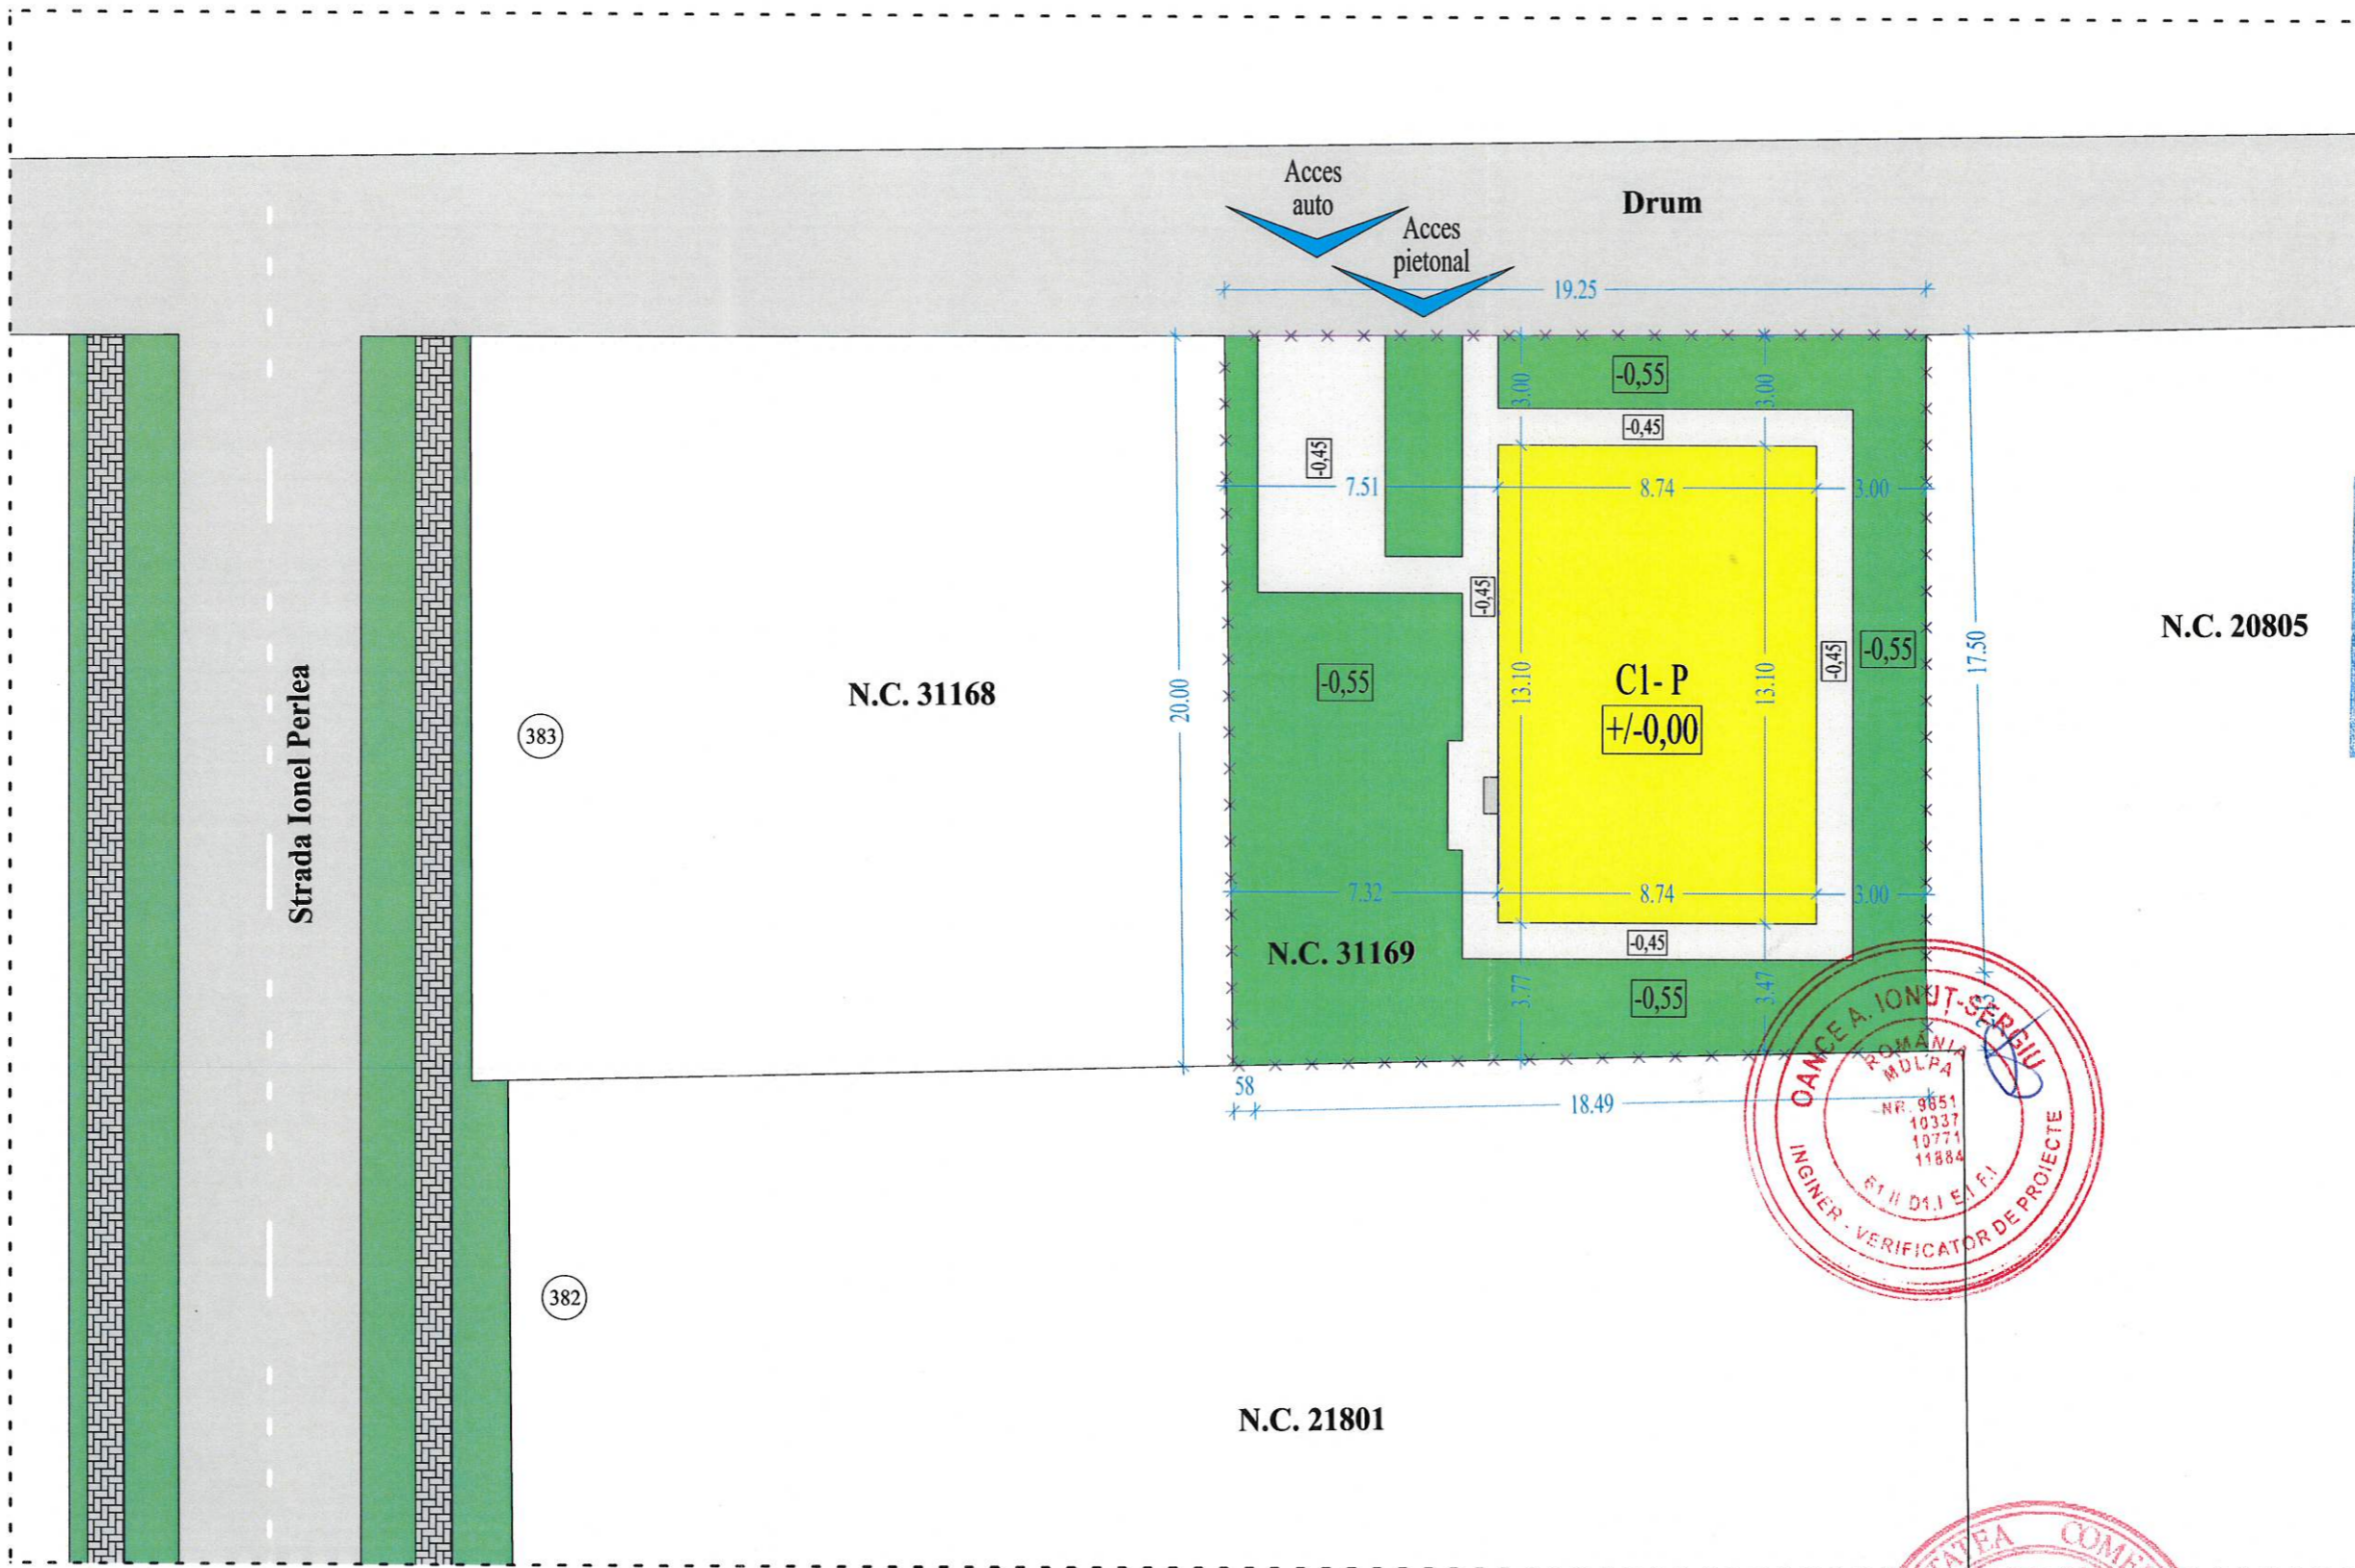 Acces
auto
Acces
pietonal
Drum
19.25
-0,55
3.00
3.00
-0,45
-0,45
7.51
8.74
3.00
-0,45
-0,45
-0,55
17.50
N.C. 20805
N.C. 31168
20.00
-0,55
13.10
C1- P
13.10
+/-0,00
383
Strada Ionel Perlea
7.32
8.74
3.00
N.C. 31169
-0,45
3.77
-0,55
3.47
58
18.49
OANCE A. IONUT-SERGIU
ROMANIA
MDLPA
NR. 9851
10337
10771
11884
INGINER - VERIFICATOR DE PROIECTE
382
N.C. 21801